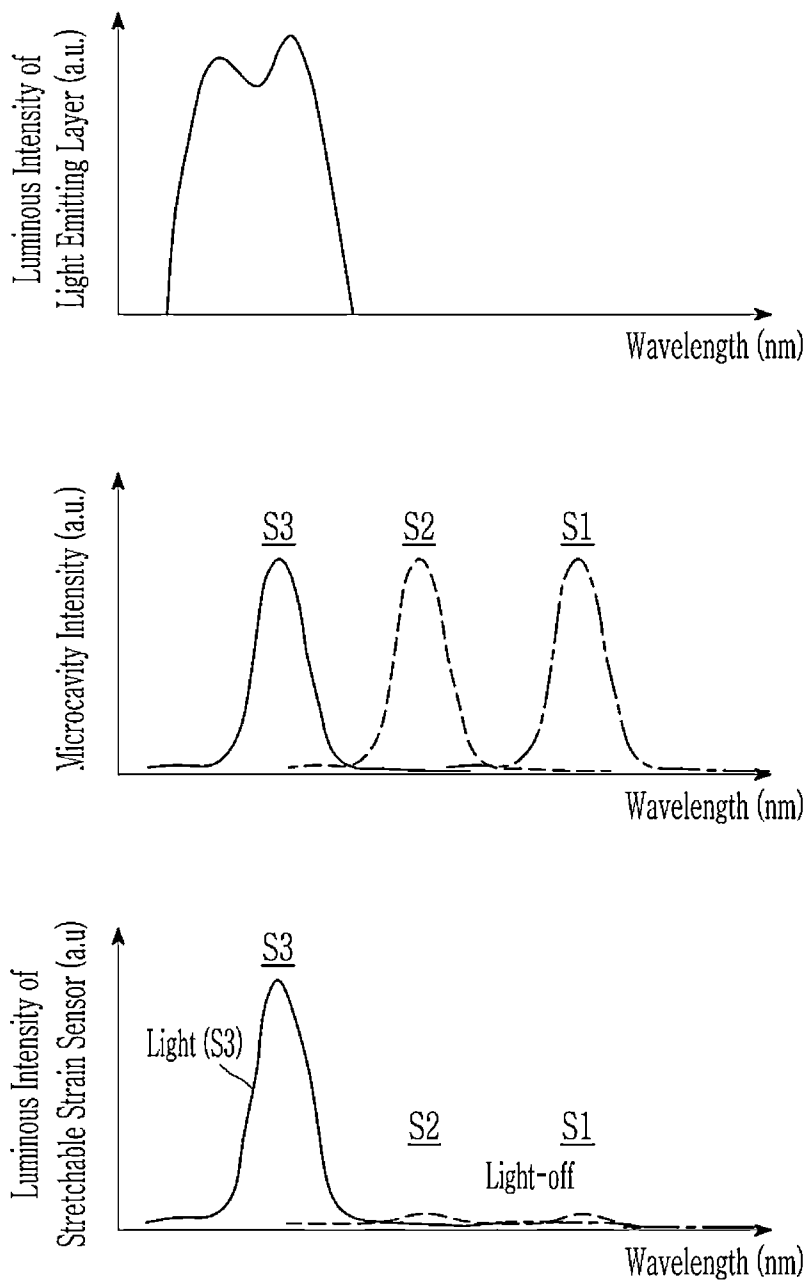 Luminous Intensity of
Light Emitting Layer (a.u.)
Wavelength (nm)
Microcavity Intensity (a.u.)
S3
S2
S1
Wavelength (nm)
Luminous Intensity of
Stretchable Strain Sensor (a.u)
S3
Light (S3)
S2
S1
Light-off
Wavelength (nm)